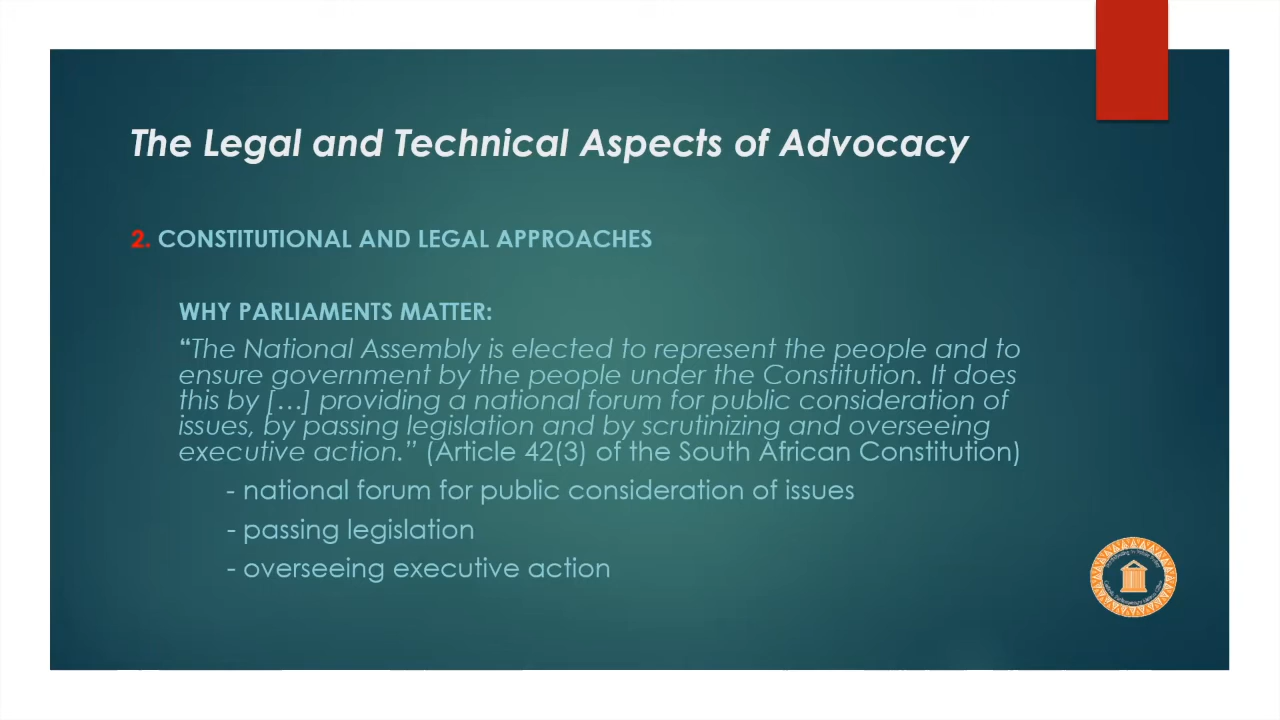 The Legal and Technical Aspects of Advocacy
2. CONSTITUTIONAL AND LEGAL APPROACHES
WHY PARLIAMENTS MATTER:
“The National Assembly is elected to represent the people and to
ensure government by the people under the Constitution. It does
this by […] providing a national forum for public consideration of
issues, by passing legislation and by scrutinizing and overseeing
executive action.” (Article 42(3) of the South African Constitution)
- national forum for public consideration of issues
- passing legislation
- overseeing executive action